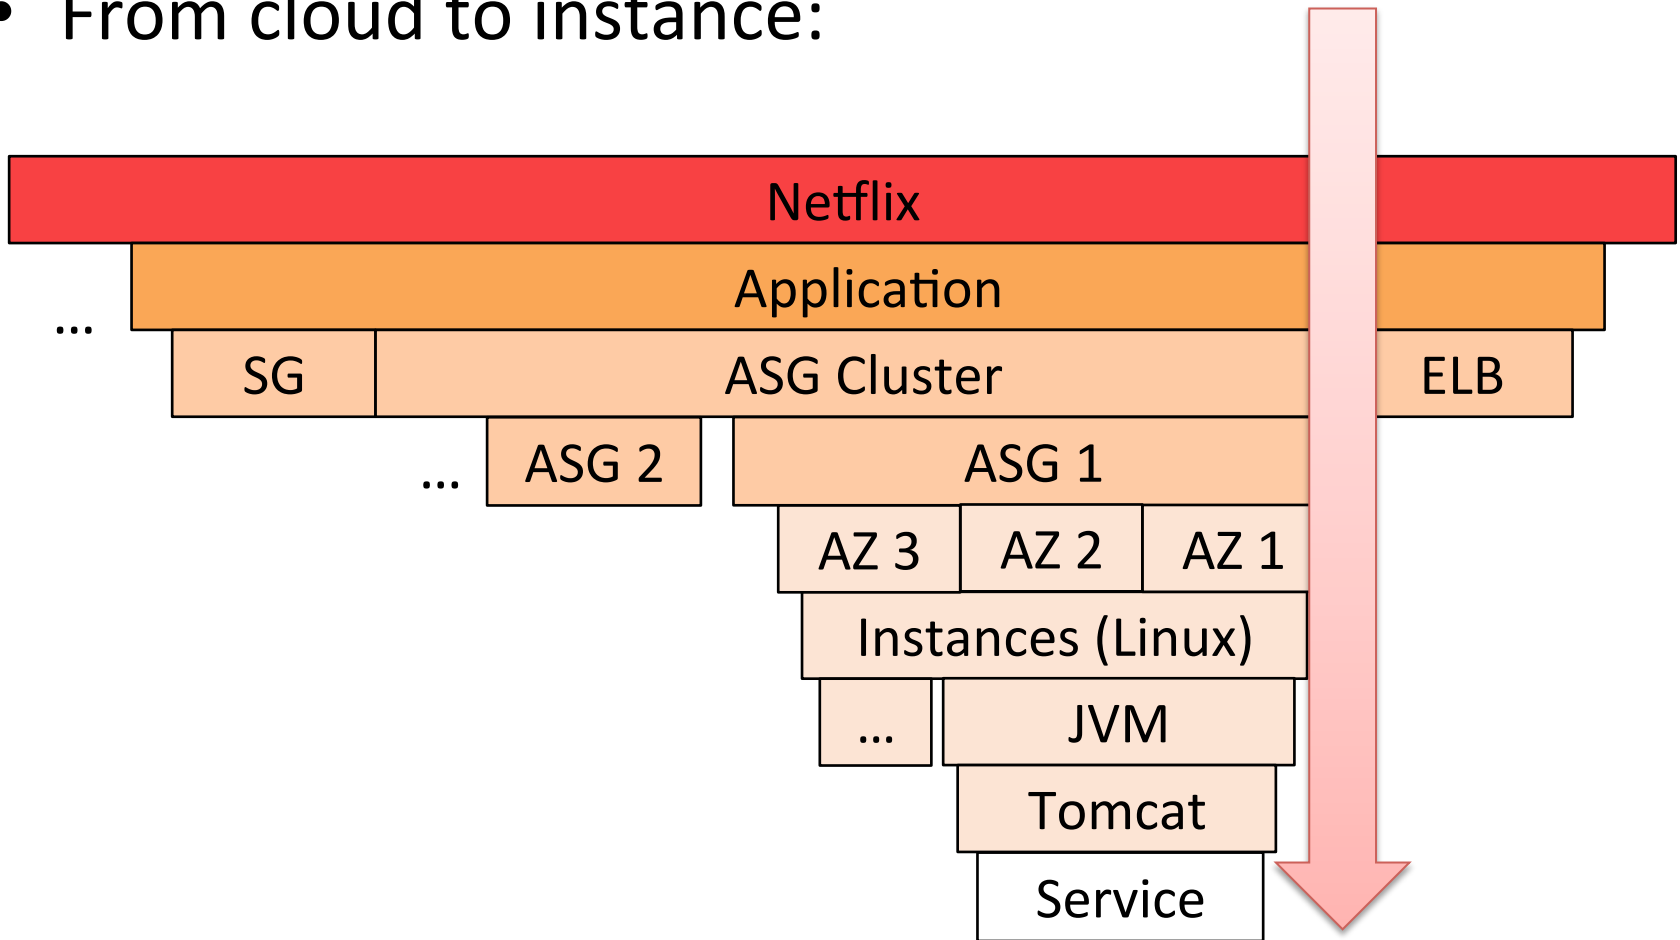 • From cloud to instance:
Netflix
Application
...
SG ASG Cluster ELB
... ASG 2 ASG 1
AZ 3 AZ 2 AZ 1
Instances (Linux)
... JVM
Tomcat
Service